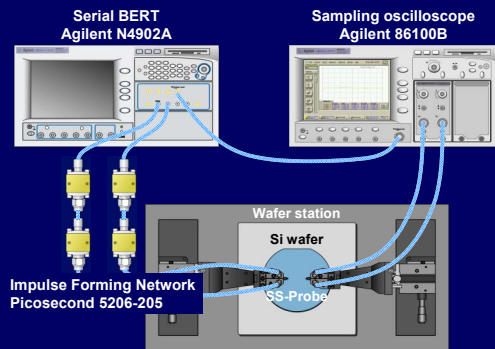 Serial BERT
Agilent N4902A
Sampling oscilloscope
Agilent 86100B
Wafer station
Si wafer
SS-Probe
Impulse Forming Network
Picosecond 5206-205